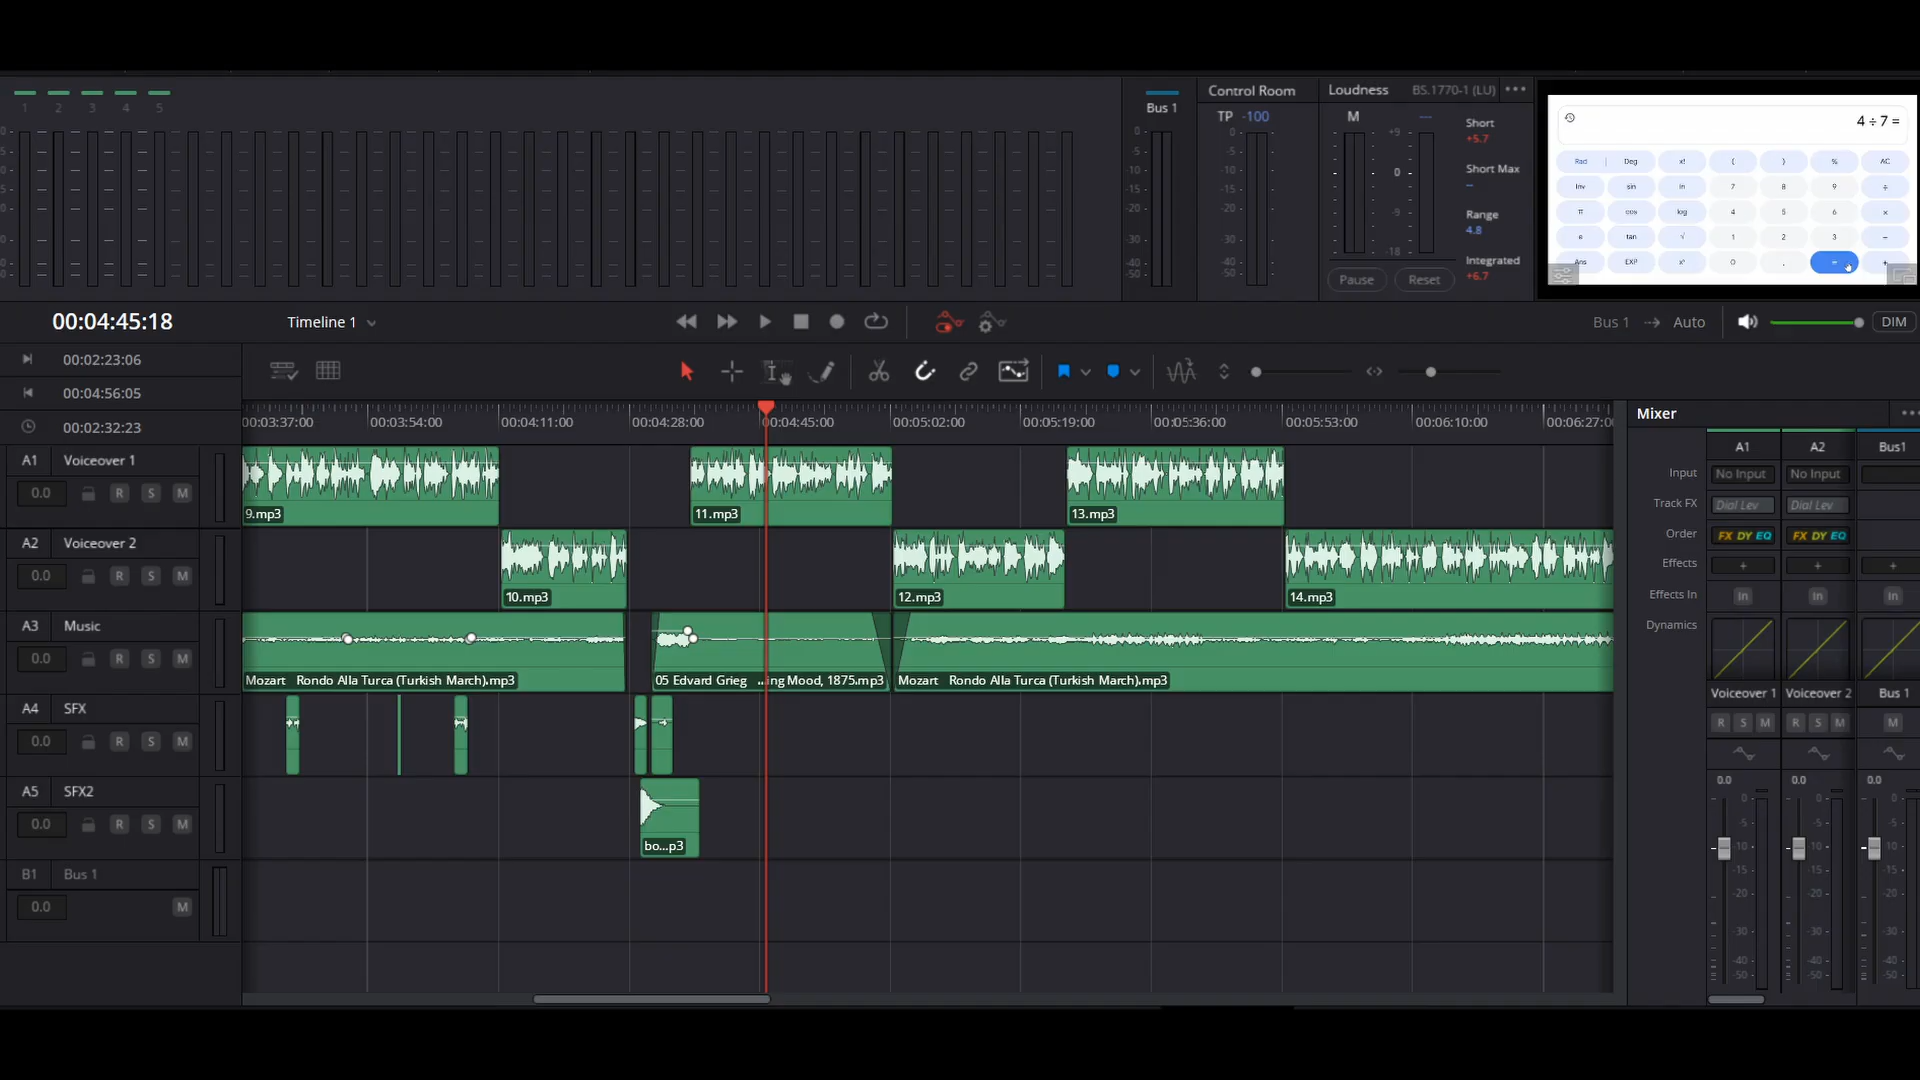 1 2 3 4 5
Bus 1
Control Room
TP -100
Loudness BS.1770-1 (LU)
M
Short
+5.7
Short Max
--
Range
4.8
Integrated
+6.7
Pause Reset
4 ÷ 7 =
Rad Deg x! ( ) % AC
Inv sin ln 7 8 9 ÷
π cos log 4 5 6 ×
e tan √ 1 2 3 −
Ans EXP 0 . = +
00:04:45:18 Timeline 1
Bus 1 Auto DIM
00:02:23:06
00:04:56:05
00:02:32:23
00:03:37:00 00:03:54:00 00:04:11:00 00:04:28:00 00:04:45:00 00:05:02:00 00:05:19:00 00:05:36:00 00:05:53:00 00:06:10:00 00:06:27:0
A1 Voiceover 1
0.0 R S M
9.mp3 11.mp3 13.mp3
A2 Voiceover 2
0.0 R S M
10.mp3 12.mp3 14.mp3
A3 Music
0.0 R S M
Mozart Rondo Alla Turca (Turkish March).mp3 05 Edvard Grieg ...ing Mood, 1875.mp3 Mozart Rondo Alla Turca (Turkish March).mp3
A4 SFX
0.0 R S M
A5 SFX2
0.0 R S M
bo...p3
B1 Bus 1
0.0 M
Mixer
A1 A2 Bus1
Input No Input No Input
Track FX Dial Lev Dial Lev
Order FX DY EQ FX DY EQ
Effects + + +
Effects In In In In
Dynamics
Voiceover 1 Voiceover 2 Bus 1
R S M R S M M
0.0 0.0 0.0